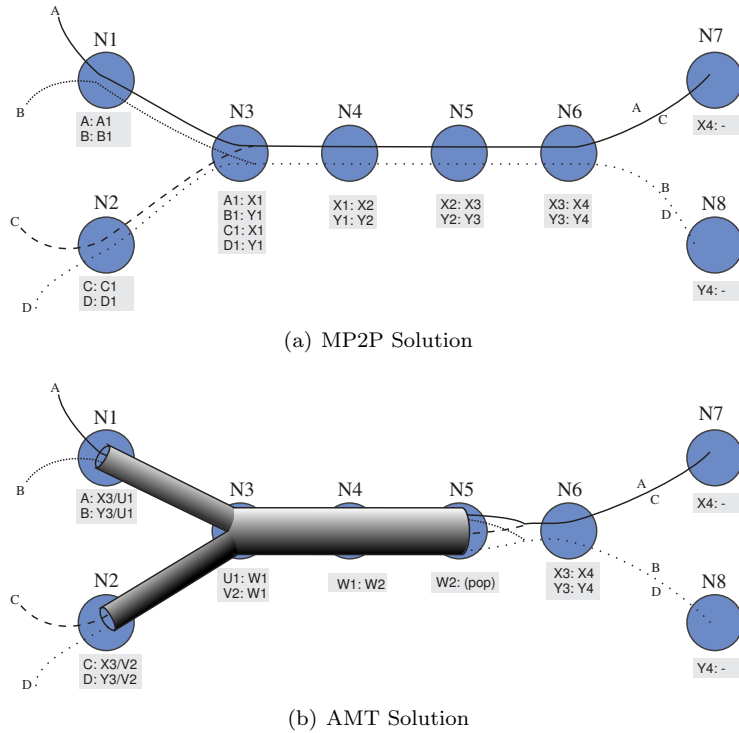 A
N1
B
A: A1
B: B1
N2
C
D
C: C1
D: D1
N3
A1: X1
B1: Y1
C1: X1
D1: Y1
N4
X1: X2
Y1: Y2
N5
X2: X3
Y2: Y3
N6
X3: X4
Y3: Y4
A
C
N7
X4: -
B
D
N8
Y4: -
(a) MP2P Solution
A
N1
B
A: X3/U1
B: Y3/U1
N2
C
D
C: X3/V2
D: Y3/V2
N3
U1: W1
V2: W1
N4
W1: W2
N5
W2: (pop)
N6
X3: X4
Y3: Y4
A
C
N7
X4: -
B
D
N8
Y4: -
(b) AMT Solution